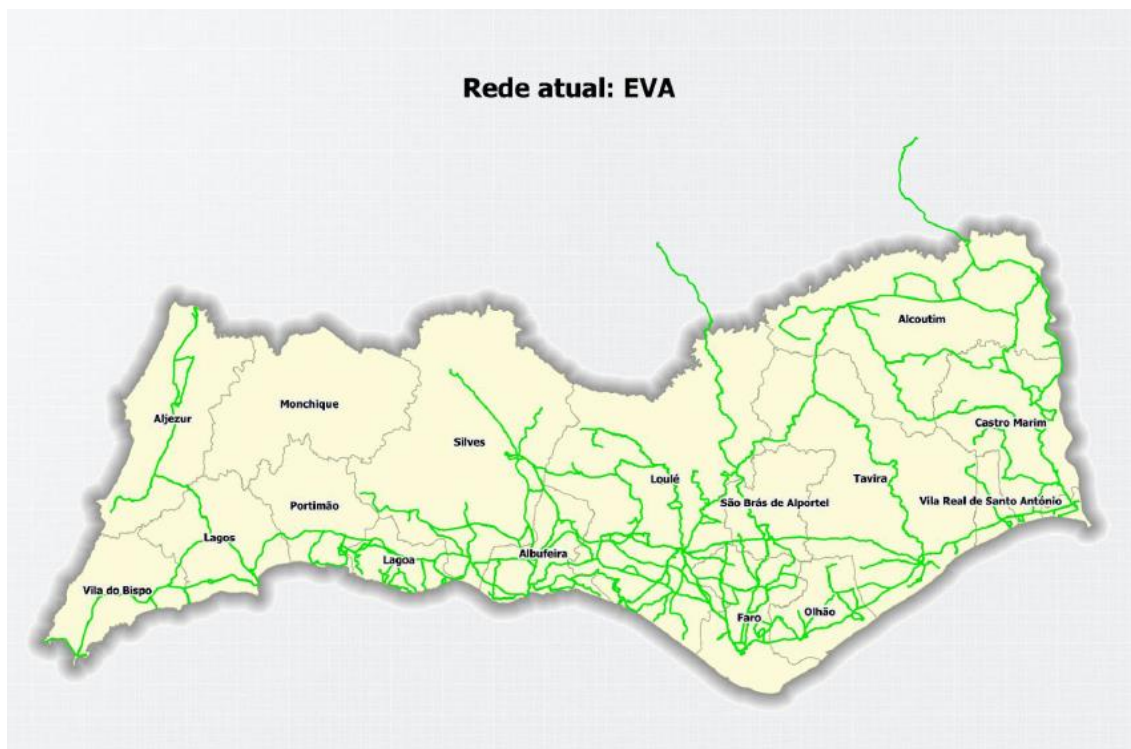 Rede atual: EVA
Alcoutim
Monchique
Aljezur
Castro Marim
Silves
Loulé
Tavira
São Brás de Alportel
Vila Real de Santo António
Portimão
Lagos
Albufeira
Lagoa
Vila do Bispo
Olhão
Faro